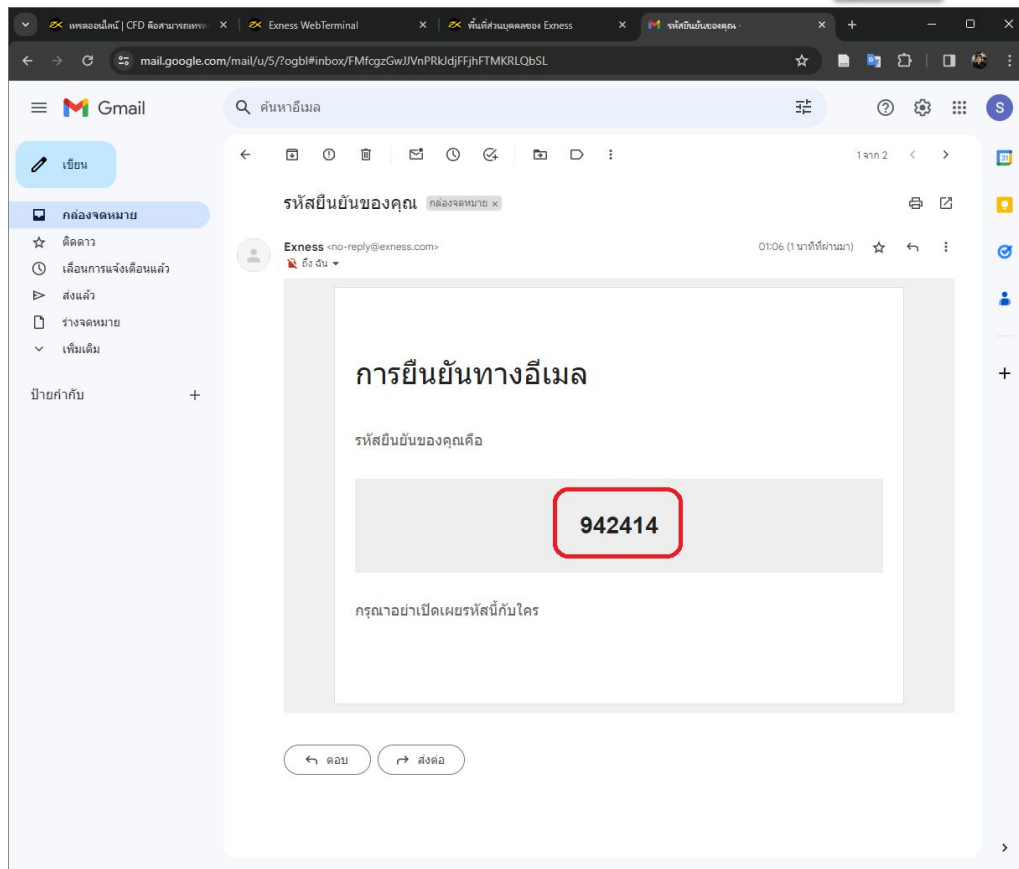 เทรดออนไลน์ | CFD คือสามารถเทรด
Exness WebTerminal
พื้นที่ส่วนบุคคลของ Exness
รหัสยืนยันของคุณ -
mail.google.com/mail/u/5/?ogbl#inbox/FMfcgzGwJJVnPRkJdjFFjhFTMKRLQbSL
Gmail
ค้นหาอีเมล
S
เขียน
1 จาก 2
31
รหัสยืนยันของคุณ
กล่องจดหมาย ×
กล่องจดหมาย
ติดดาว
เลื่อนการแจ้งเตือนแล้ว
ส่งแล้ว
ร่างจดหมาย
เพิ่มเติม
ป้ายกำกับ
Exness <no-reply@exness.com>
01:06 (1 นาทีที่ผ่านมา)
ถึง ฉัน
การยืนยันทางอีเมล
รหัสยืนยันของคุณคือ
942414
กรุณาอย่าเปิดเผยรหัสนี้กับใคร
ตอบ
ส่งต่อ